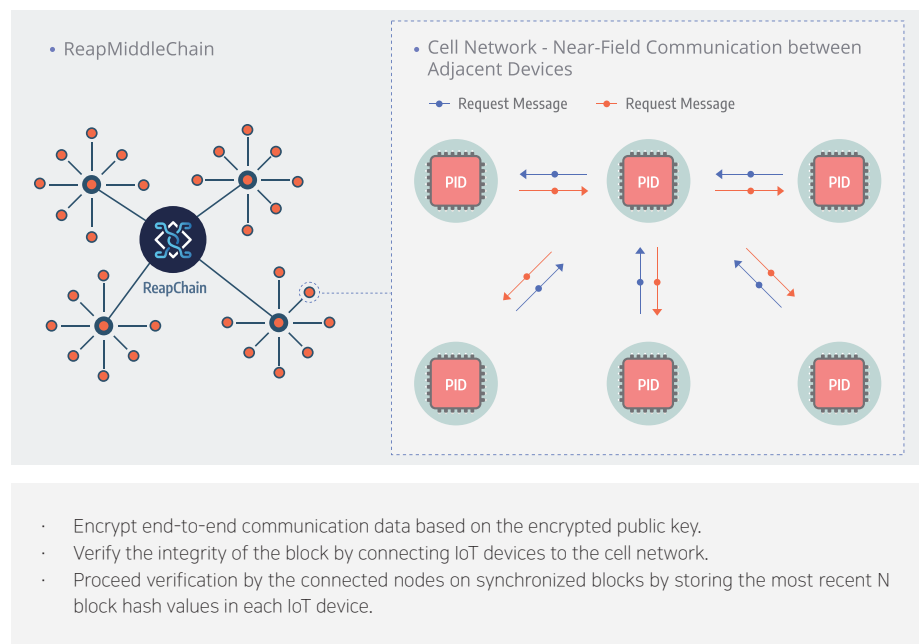 • ReapMiddleChain
• Cell Network - Near-Field Communication between
Adjacent Devices
Request Message
Request Message
PID
PID
PID
ReapChain
PID
PID
PID
· Encrypt end-to-end communication data based on the encrypted public key.
· Verify the integrity of the block by connecting IoT devices to the cell network.
· Proceed verification by the connected nodes on synchronized blocks by storing the most recent N
block hash values in each IoT device.